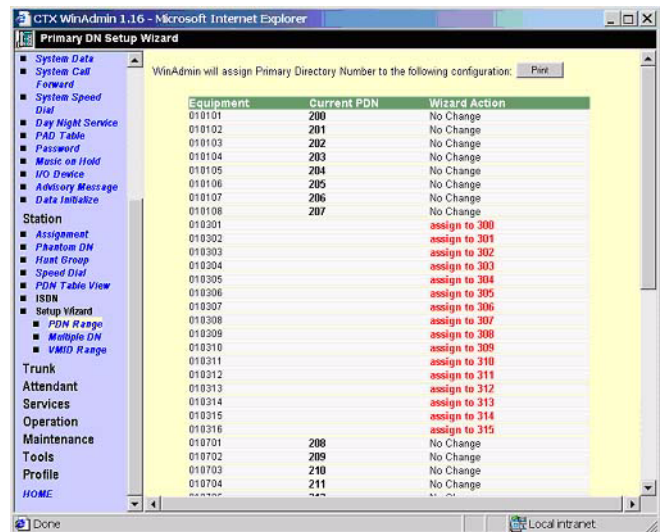 CTX WinAdmin 1.16 - Microsoft Internet Explorer
Primary DN Setup Wizard
System Data
System Call
Forward
System Speed
Dial
Day Night Service
PAD Table
Password
Music on Hold
I/O Device
Advisory Message
Data Initialize
Station
Assignment
Phantom DN
Hunt Group
Speed Dial
PDN Table View
ISDN
Setup Wizard
PDN Range
Multiple DN
VMID Range
Trunk
Attendant
Services
Operation
Maintenance
Tools
Profile
HOME
WinAdmin will assign Primary Directory Number to the following configuration: Print
Equipment Current PDN Wizard Action
010101 200 No Change
010102 201 No Change
010103 202 No Change
010104 203 No Change
010105 204 No Change
010106 205 No Change
010107 206 No Change
010108 207 No Change
010301 assign to 300
010302 assign to 301
010303 assign to 302
010304 assign to 303
010305 assign to 304
010306 assign to 305
010307 assign to 306
010308 assign to 307
010309 assign to 308
010310 assign to 309
010311 assign to 310
010312 assign to 311
010313 assign to 312
010314 assign to 313
010315 assign to 314
010316 assign to 315
010701 208 No Change
010702 209 No Change
010703 210 No Change
010704 211 No Change
Done
Local intranet